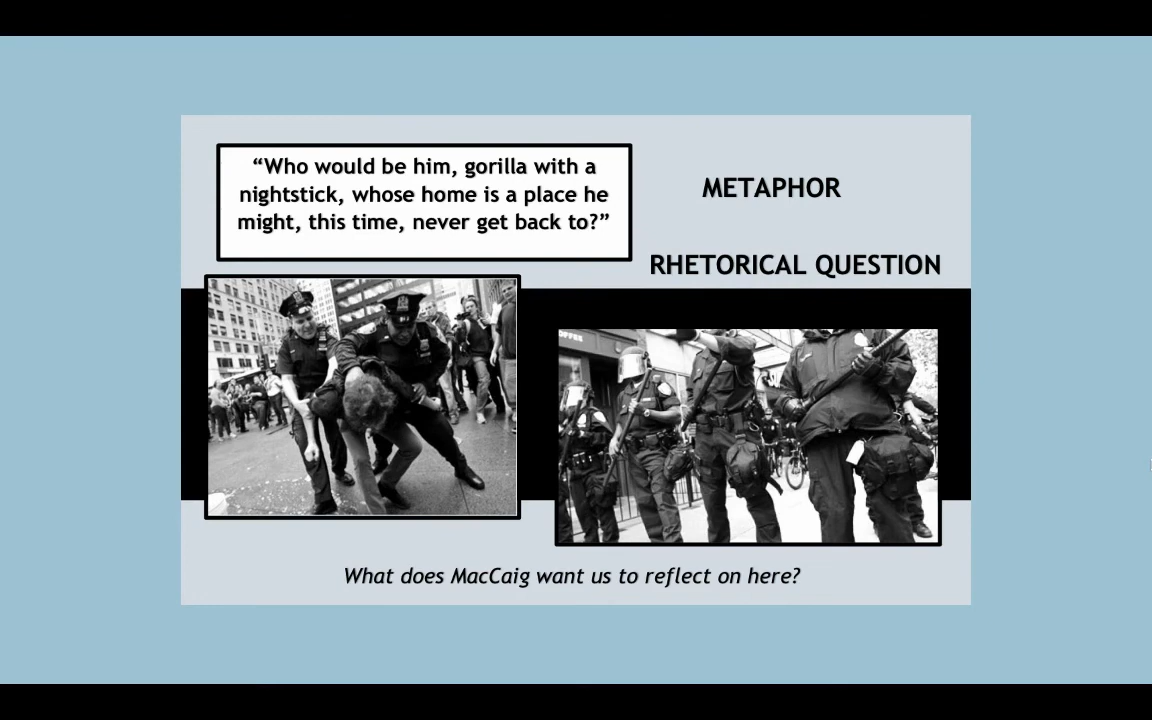 “Who would be him, gorilla with a
nightstick, whose home is a place he
might, this time, never get back to?”
METAPHOR
RHETORICAL QUESTION
What does MacCaig want us to reflect on here?